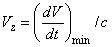 V_z = (dV/dt)_min / c